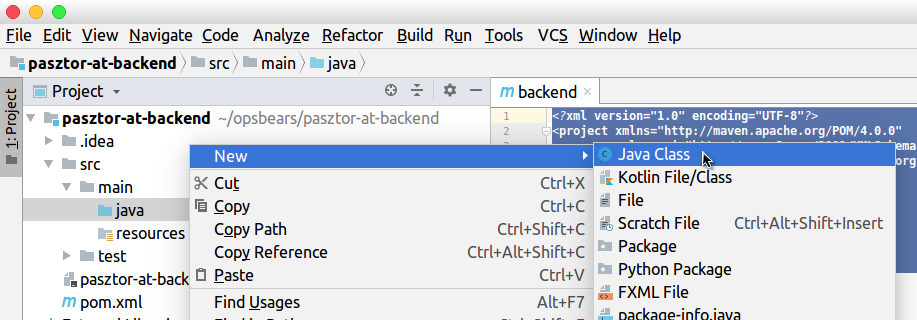 File Edit View Navigate Code Analyze Refactor Build Run Tools VCS Window Help
pasztor-at-backend src main java
1: Project
Project
backend
pasztor-at-backend ~/opsbears/pasztor-at-backend
.idea
src
main
java
resources
test
pasztor-at-backend
pom.xml
1 <?xml version="1.0" encoding="UTF-8"?>
2 <project xmlns="http://maven.apache.org/POM/4.0.0"
New
Cut Ctrl+X
Copy Ctrl+C
Copy Path Ctrl+Shift+C
Copy Reference Ctrl+Alt+Shift+C
Paste Ctrl+V
Find Usages Alt+F7
Java Class
Kotlin File/Class
File
Scratch File Ctrl+Alt+Shift+Insert
Package
Python Package
FXML File
package-info.java